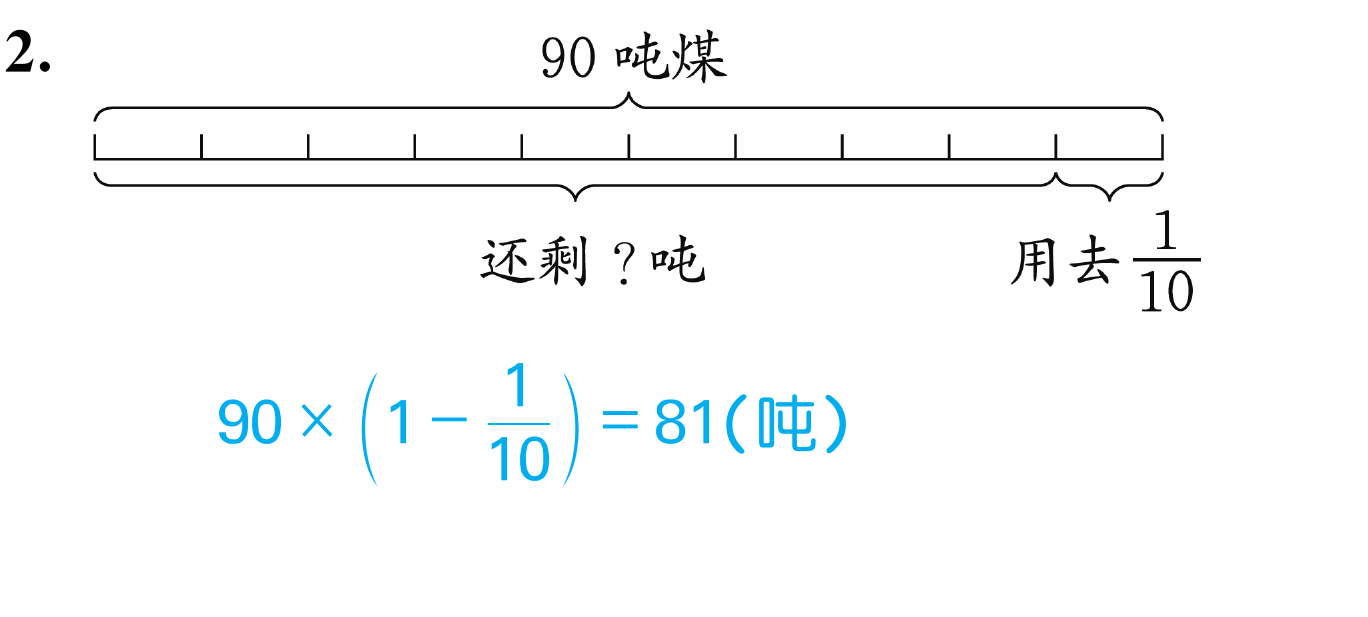 2.
90 吨煤
还剩？吨 用去 1/10
90 × (1 − 1/10) = 81(吨)